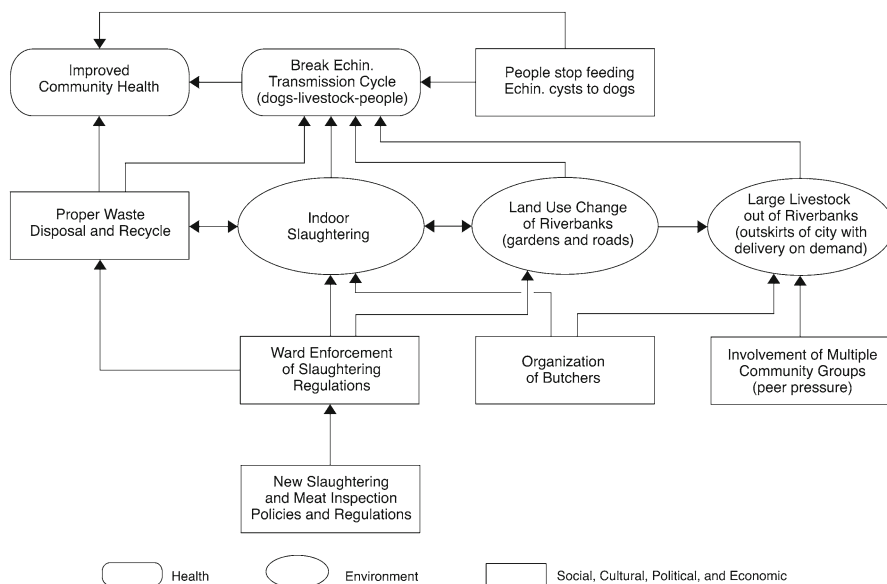 Improved
Community Health
Break Echin.
Transmission Cycle
(dogs-livestock-people)
People stop feeding
Echin. cysts to dogs
Proper Waste
Disposal and Recycle
Indoor
Slaughtering
Land Use Change
of Riverbanks
(gardens and roads)
Large Livestock
out of Riverbanks
(outskirts of city with
delivery on demand)
Ward Enforcement
of Slaughtering
Regulations
Organization
of Butchers
Involvement of Multiple
Community Groups
(peer pressure)
New Slaughtering
and Meat Inspection
Policies and Regulations
Health
Environment
Social, Cultural, Political, and Economic